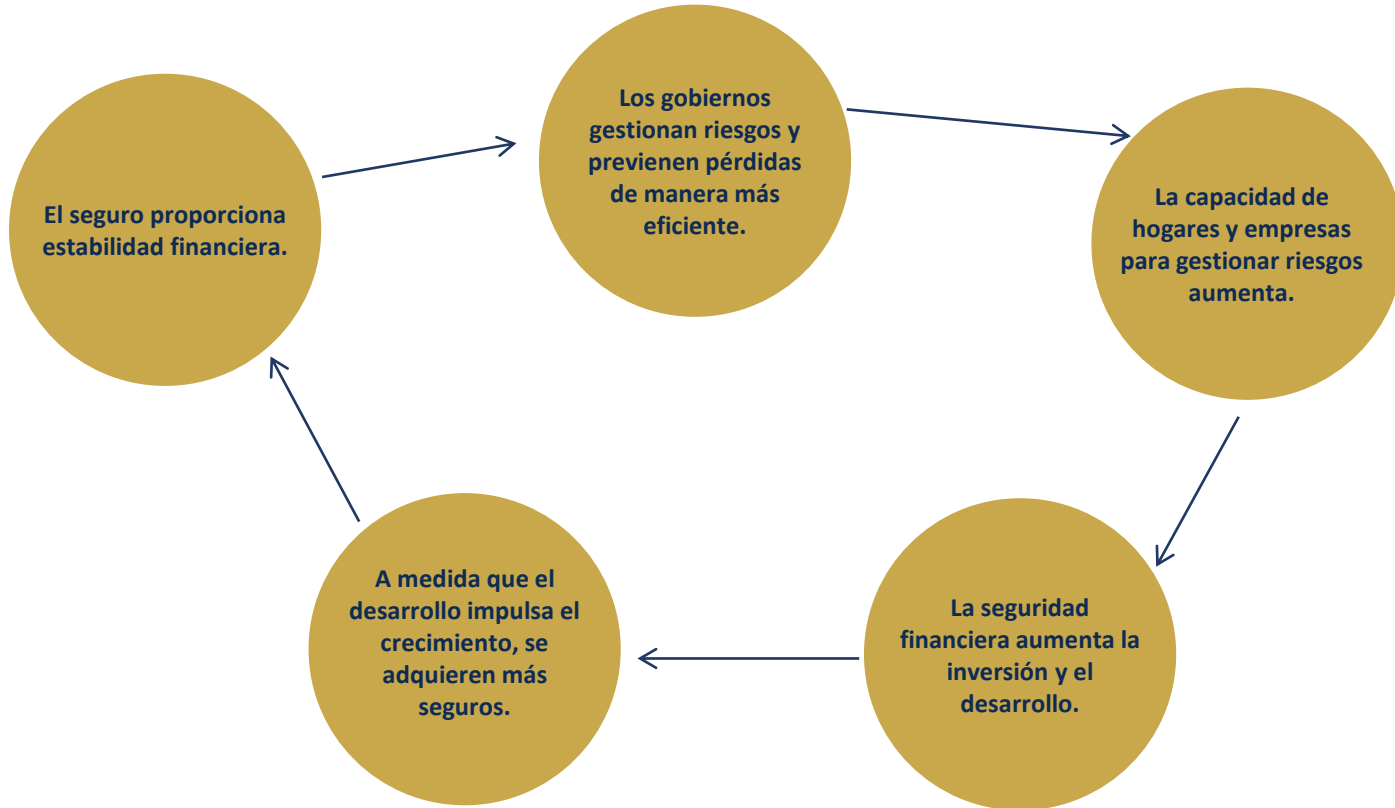 El seguro proporciona
estabilidad financiera.
Los gobiernos
gestionan riesgos y
previenen pérdidas
de manera más
eficiente.
La capacidad de
hogares y empresas
para gestionar riesgos
aumenta.
La seguridad
financiera aumenta la
inversión y el
desarrollo.
A medida que el
desarrollo impulsa el
crecimiento, se
adquieren más
seguros.